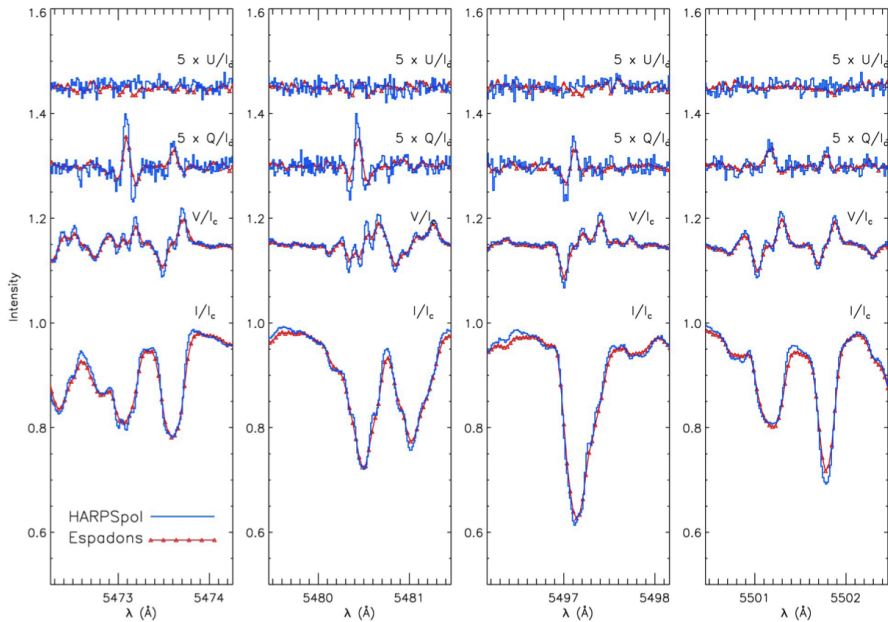 1.6 1.6 1.6 1.6
5 x U/I_c 5 x U/I_c 5 x U/I_c 5 x U/I_c
1.4 1.4 1.4 1.4
5 x Q/I_c 5 x Q/I_c 5 x Q/I_c 5 x Q/I_c
1.2 V/I_c 1.2 V/I_c 1.2 V/I_c 1.2 V/I_c
Intensity
I/I_c I/I_c I/I_c I/I_c
1.0 1.0 1.0 1.0
0.8 0.8 0.8 0.8
0.6 0.6 0.6 0.6
HARPSpol
Espadons
5473 5474 5480 5481 5497 5498 5501 5502
λ (Å) λ (Å) λ (Å) λ (Å)